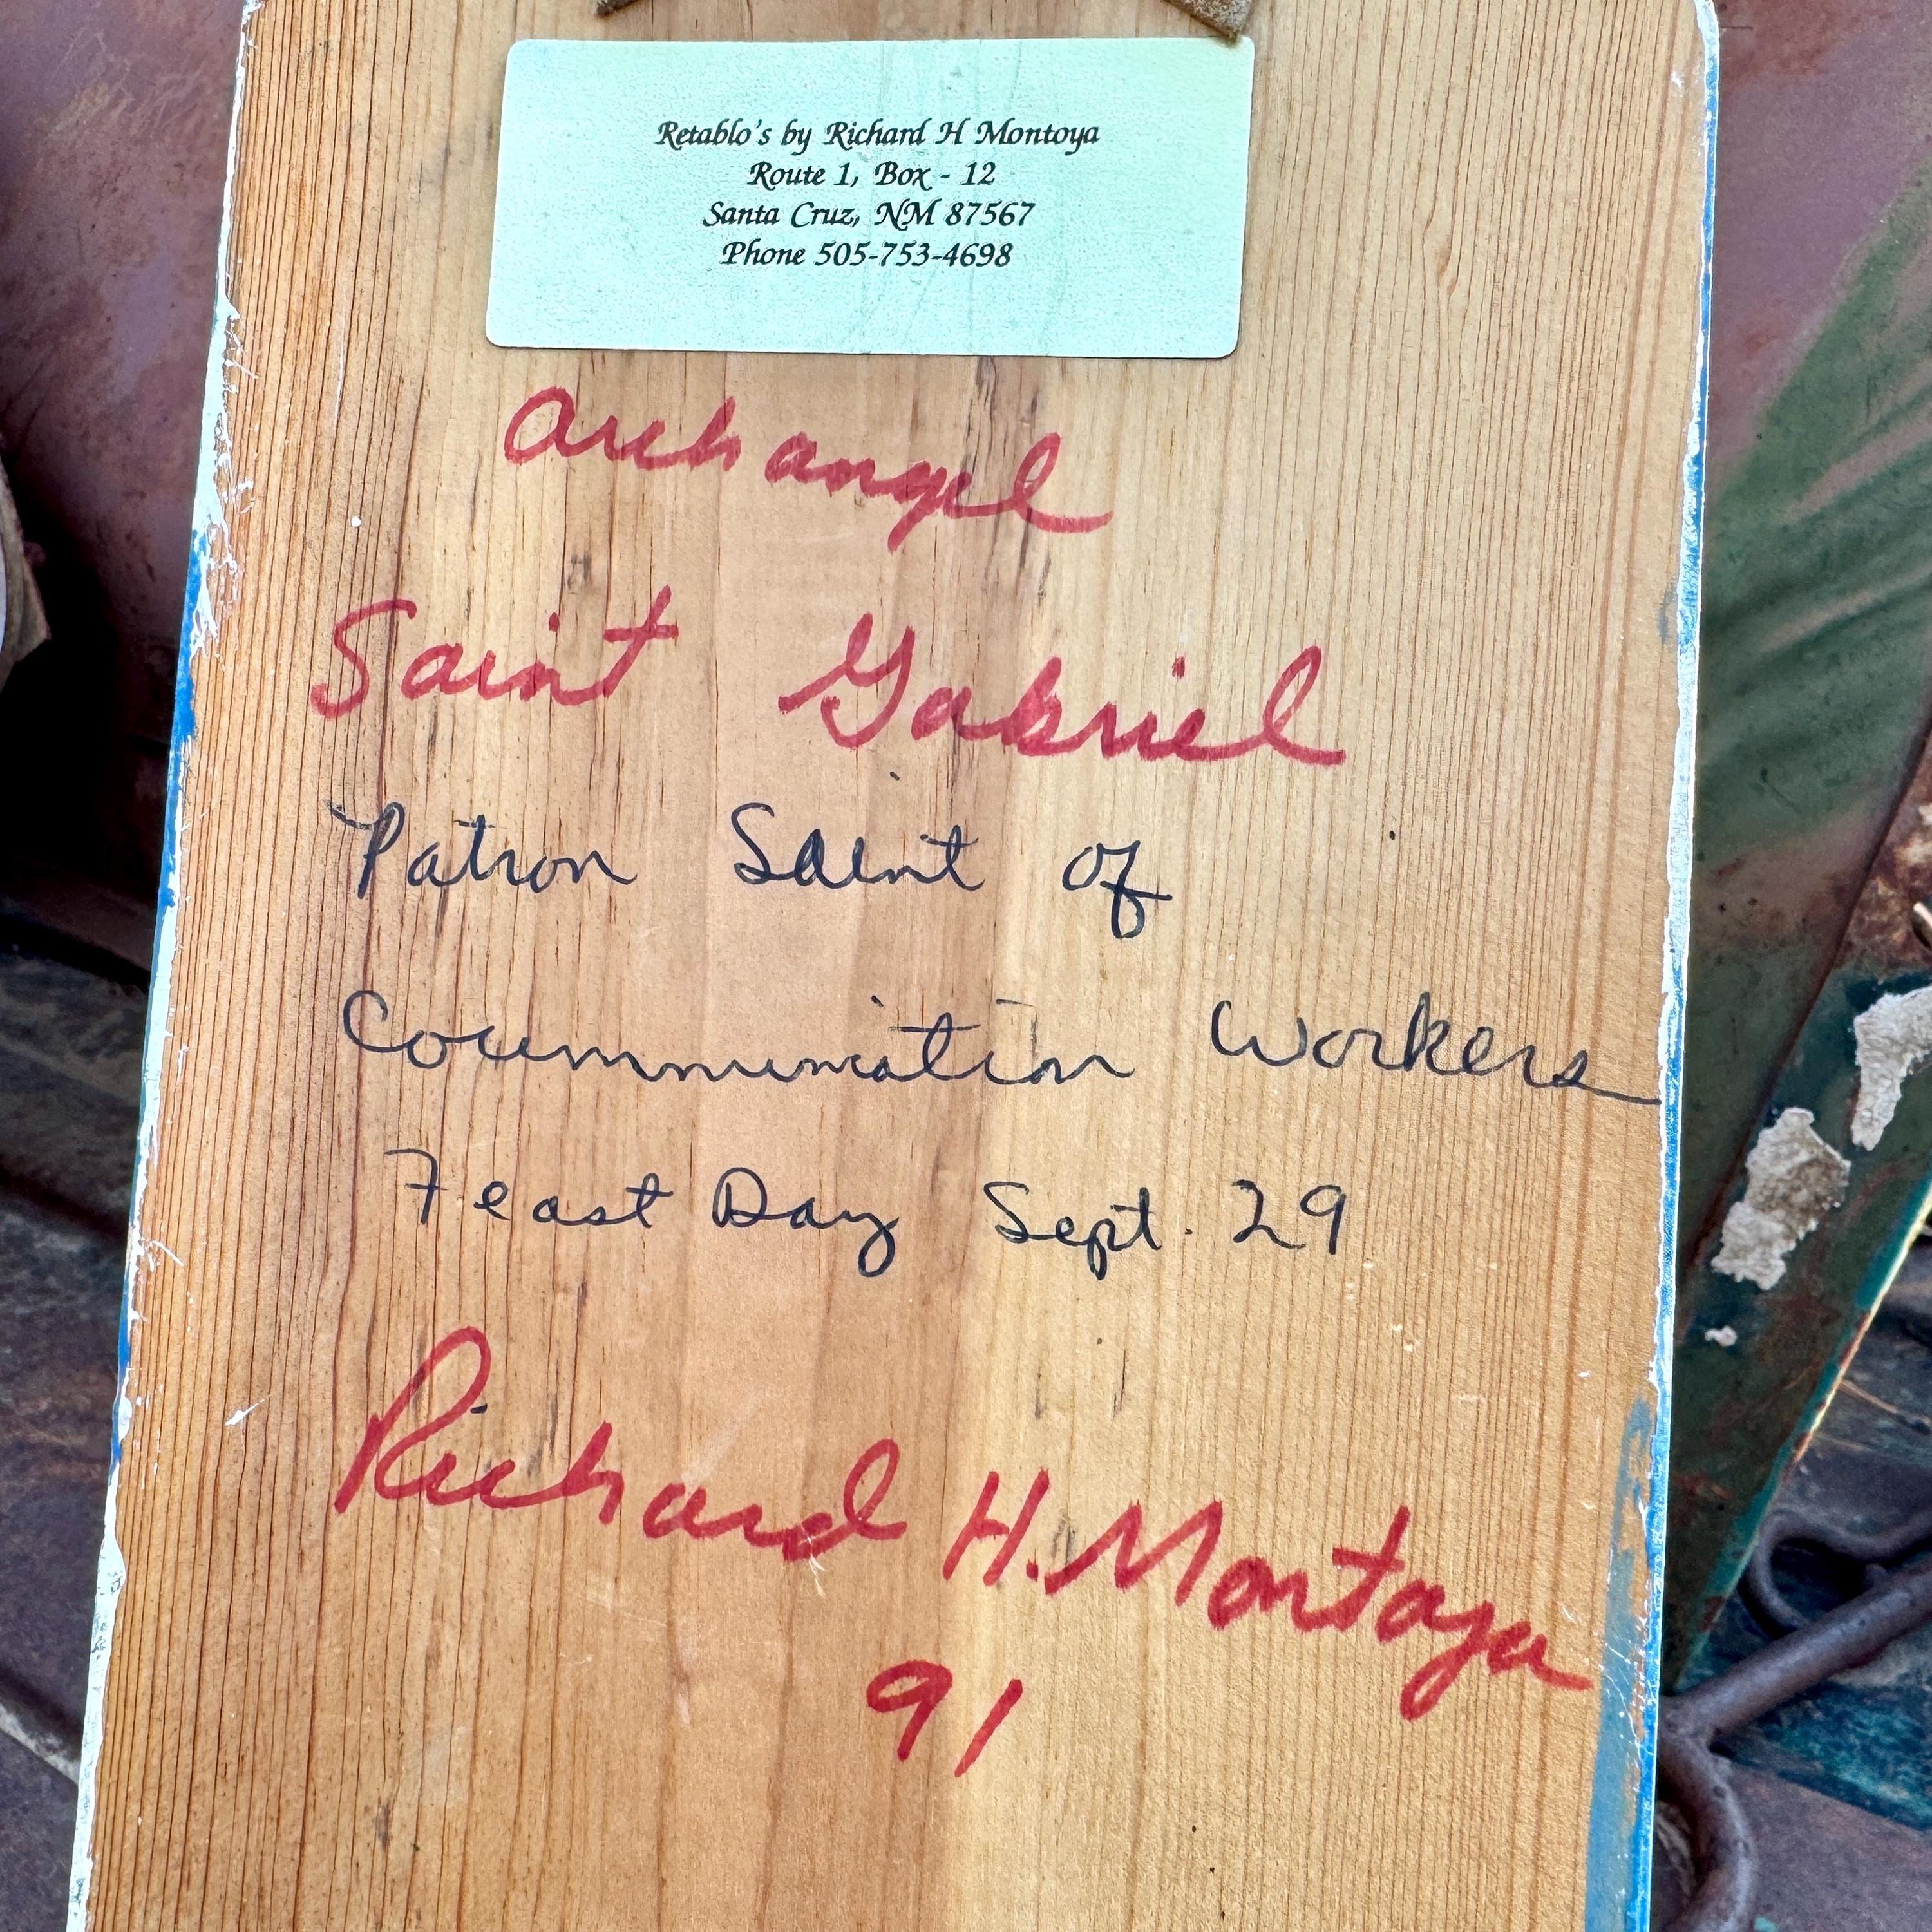 Retablo's by Richard H Montoya
Route 1, Box - 12
Santa Cruz, NM 87567
Phone 505-753-4698
Archangel
Saint Gabriel
Patron Saint of
Communication Workers
Feast Day Sept. 29
Richard H. Montoya
91